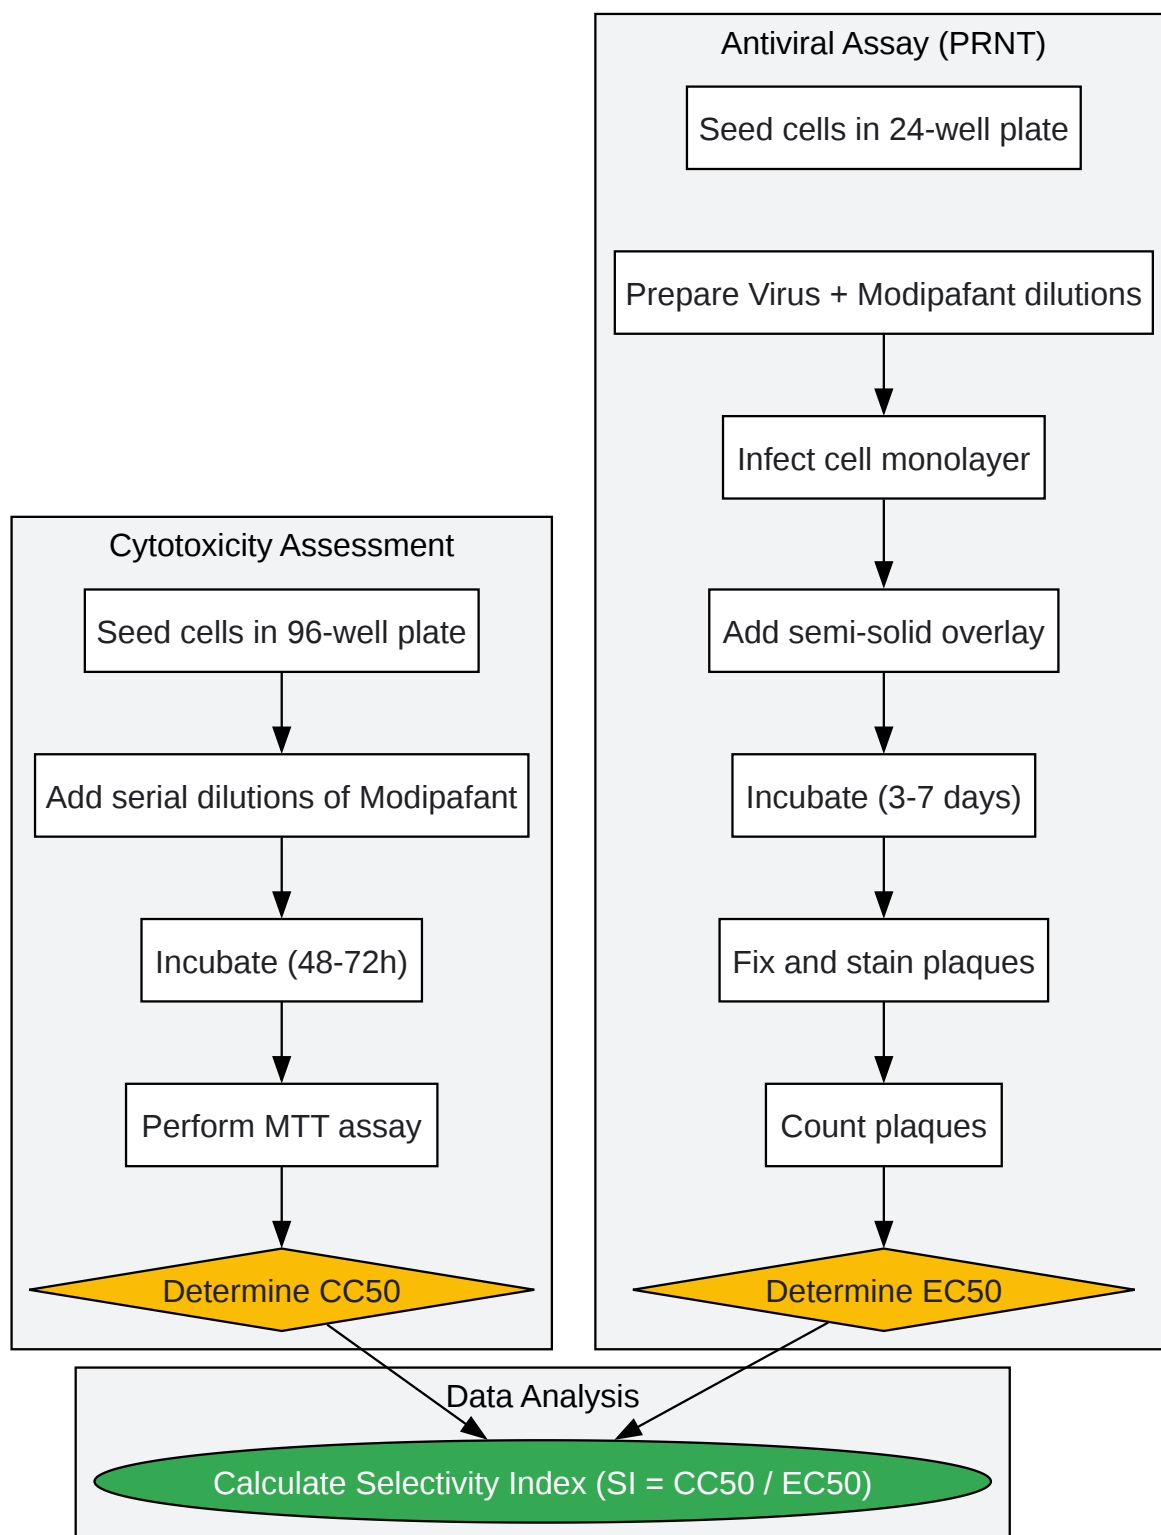 Antiviral Assay (PRNT)
Seed cells in 24-well plate
Prepare Virus + Modipafant dilutions
Infect cell monolayer
Add semi-solid overlay
Incubate (3-7 days)
Fix and stain plaques
Count plaques
Determine EC50
Cytotoxicity Assessment
Seed cells in 96-well plate
Add serial dilutions of Modipafant
Incubate (48-72h)
Perform MTT assay
Determine CC50
Data Analysis
Calculate Selectivity Index (SI = CC50 / EC50)